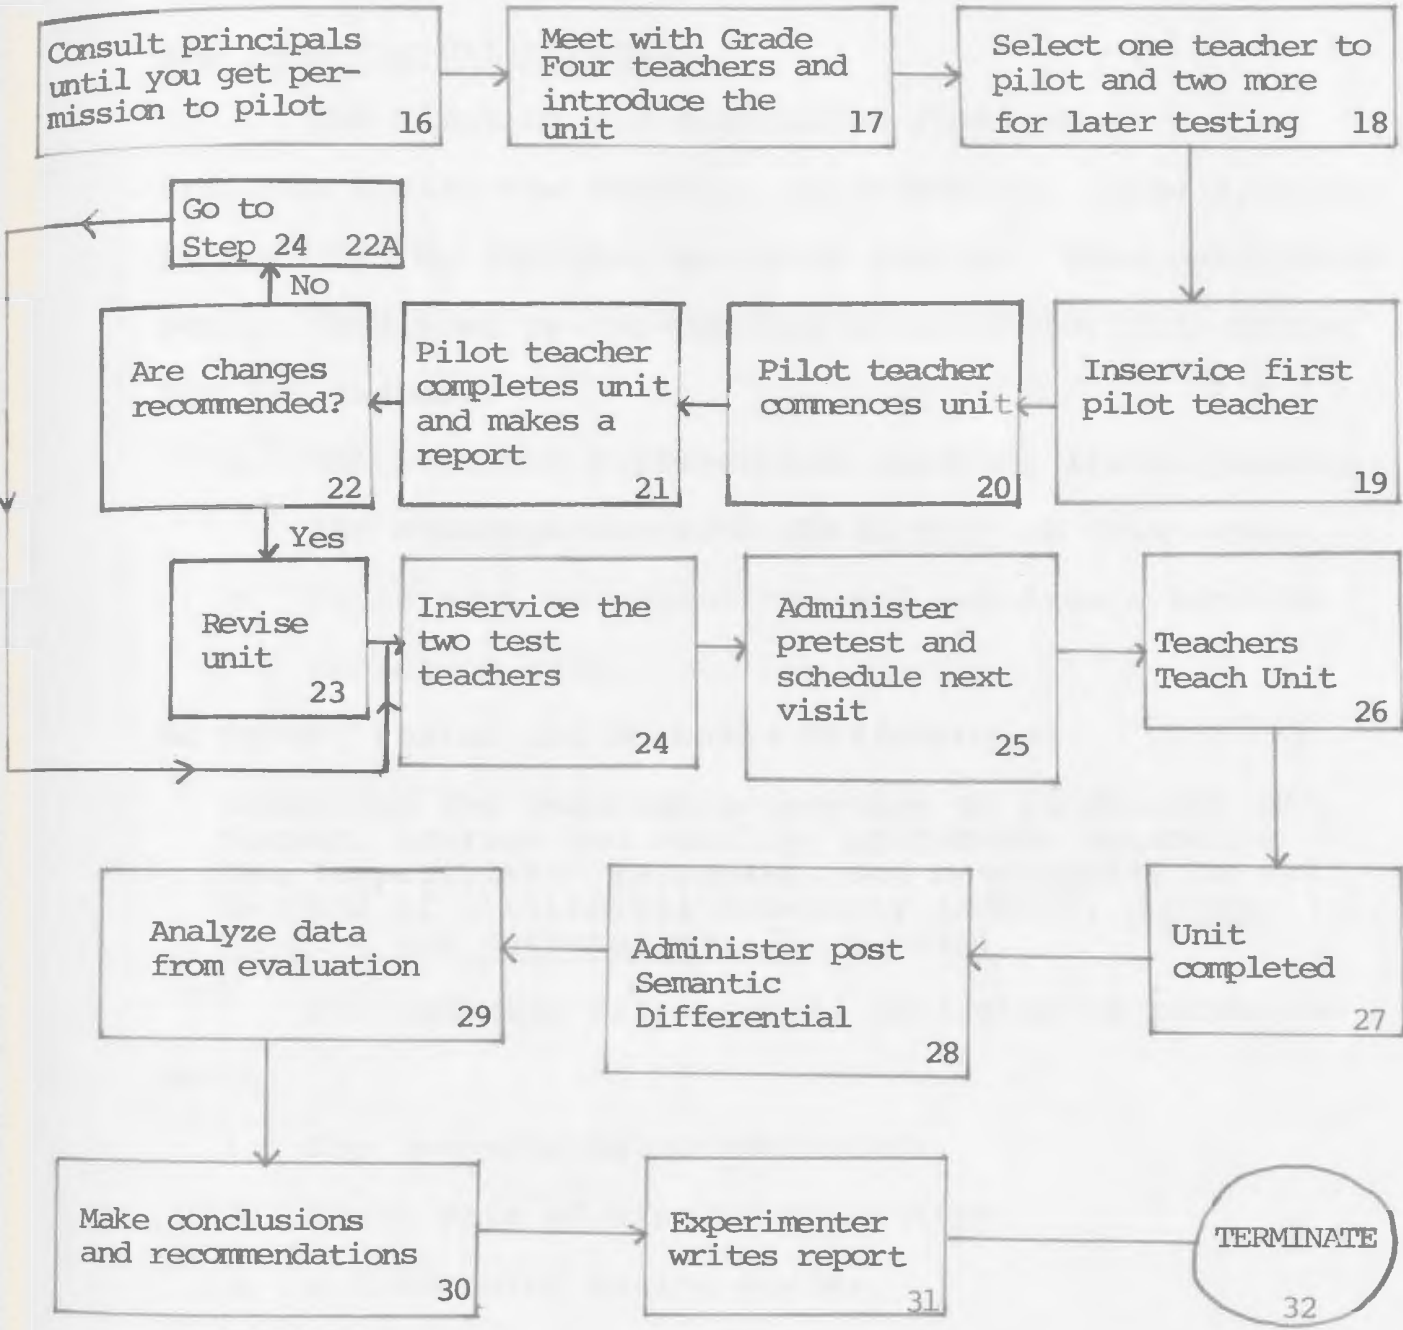 Consult principals
until you get per-
mission to pilot
16
Meet with Grade
Four teachers and
introduce the
unit 17
Select one teacher to
pilot and two more
for later testing 18
Inservice first
pilot teacher
19
Pilot teacher
commences unit
20
Pilot teacher
completes unit
and makes a
report
21
Are changes
recommended?
22
No
Go to
Step 24 22A
Yes
Revise
unit
23
Inservice the
two test
teachers
24
Administer
pretest and
schedule next
visit
25
Teachers
Teach Unit
26
Unit
completed
27
Administer post
Semantic
Differential
28
Analyze data
from evaluation
29
Make conclusions
and recommendations
30
Experimenter
writes report
31
TERMINATE
32